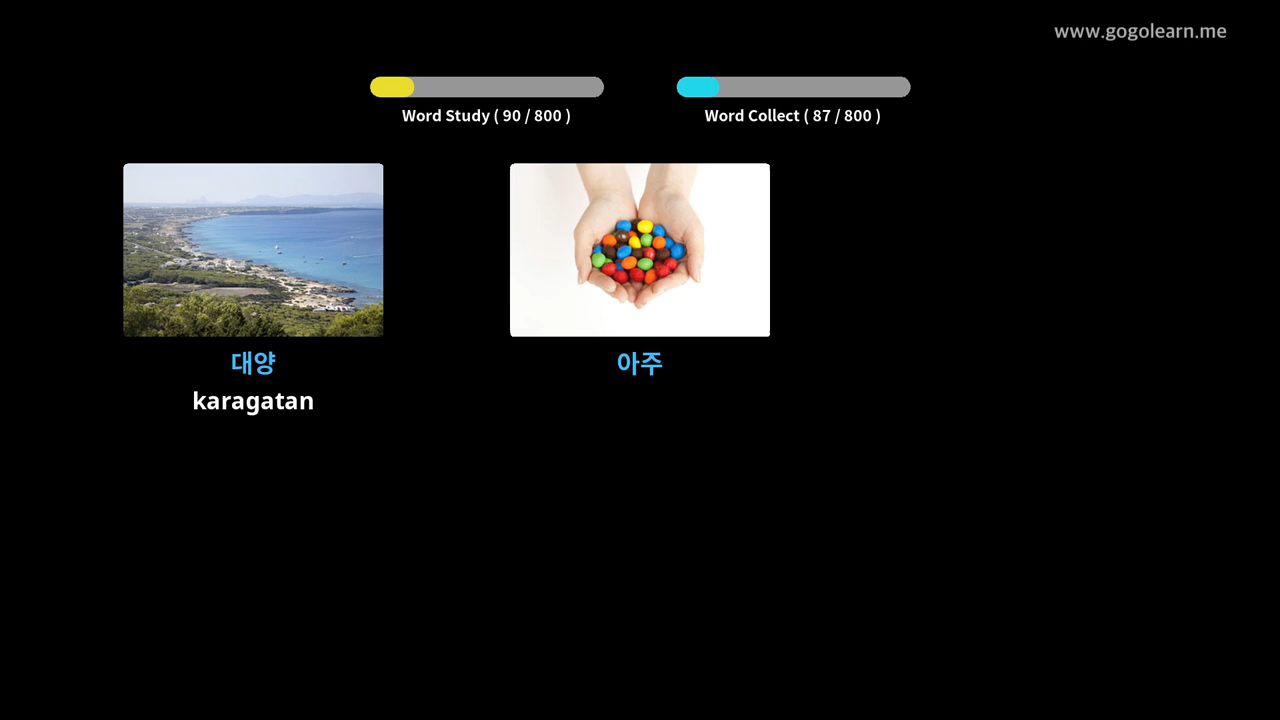 www.gogolearn.me
Word Study ( 90 / 800 )
Word Collect ( 87 / 800 )
대양
karagatan
아주